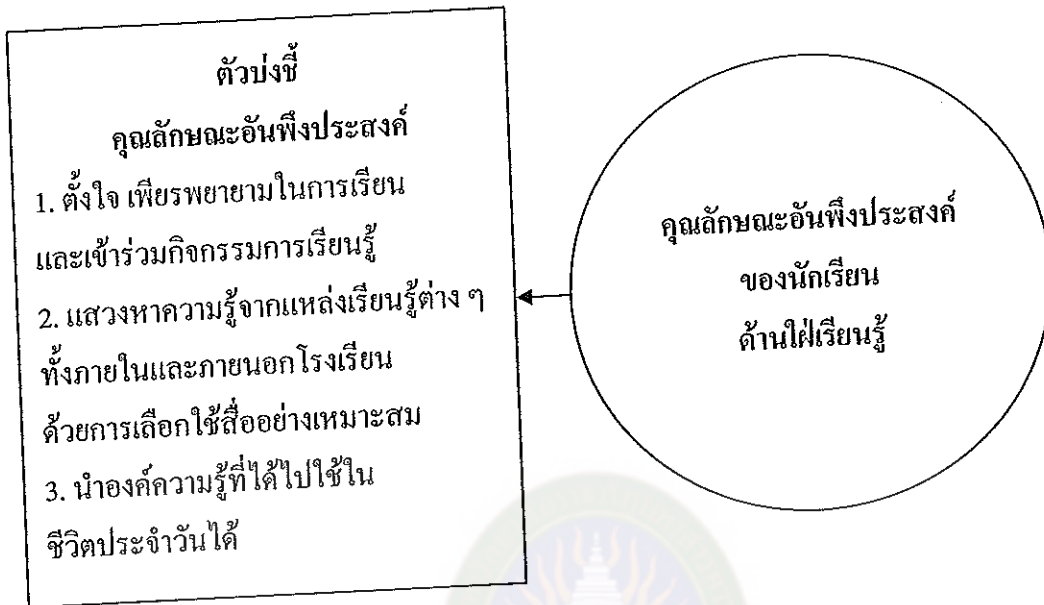 ตัวบ่งชี้
คุณลักษณะอันพึงประสงค์
1. ตั้งใจ เพียรพยายามในการเรียน
และเข้าร่วมกิจกรรมการเรียนรู้
2. แสวงหาความรู้จากแหล่งเรียนรู้ต่าง ๆ
ทั้งภายในและภายนอกโรงเรียน
ด้วยการเลือกใช้สื่ออย่างเหมาะสม
3. นำองค์ความรู้ที่ได้ไปใช้ใน
ชีวิตประจำวันได้
คุณลักษณะอันพึงประสงค์
ของนักเรียน
ด้านใฝ่เรียนรู้